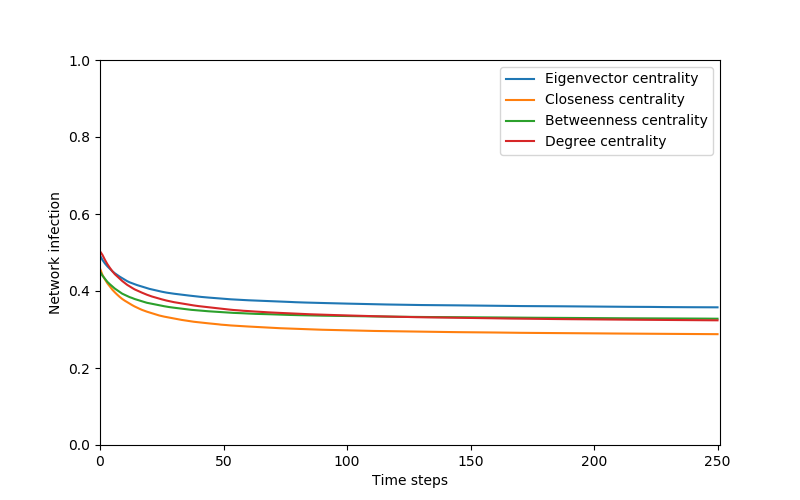 1.0
0.8
0.6
0.4
0.2
0.0
Network infection
0
50
100
150
200
250
Time steps
Eigenvector centrality
Closeness centrality
Betweenness centrality
Degree centrality